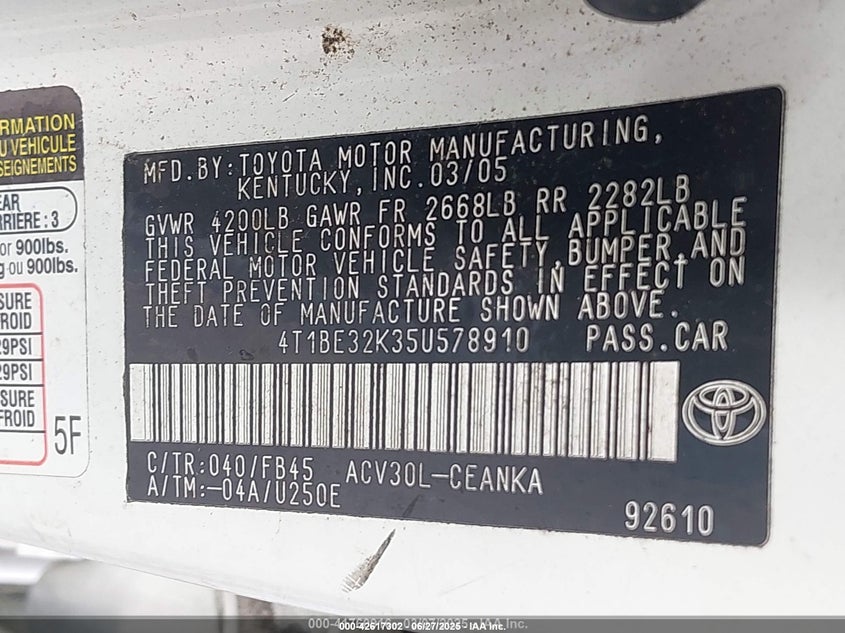 RMATION
U VEHICULE
SEIGNEMENTS
EAR
RRIERE : 3
or 900lbs.
g ou 900lbs.
SURE
FROID
29PSI
29PSI
SURE
FROID
5F
MFD.BY:TOYOTA MOTOR MANUFACTURING,
KENTUCKY,INC.03/05
GVWR 4200LB GAWR FR 2668LB RR 2282LB
THIS VEHICLE CONFORMS TO ALL APPLICABLE
FEDERAL MOTOR VEHICLE SAFETY,BUMPER,AND
THEFT PREVENTION STANDARDS IN EFFECT ON
THE DATE OF MANUFACTURE SHOWN ABOVE.
4T1BE32K35U578910 PASS.CAR
C/TR:040/FB45 ACV30L-CEANKA
A/TM:-04A/U250E
92610
000-42617302 - 06/27/2025 - IAA Inc.